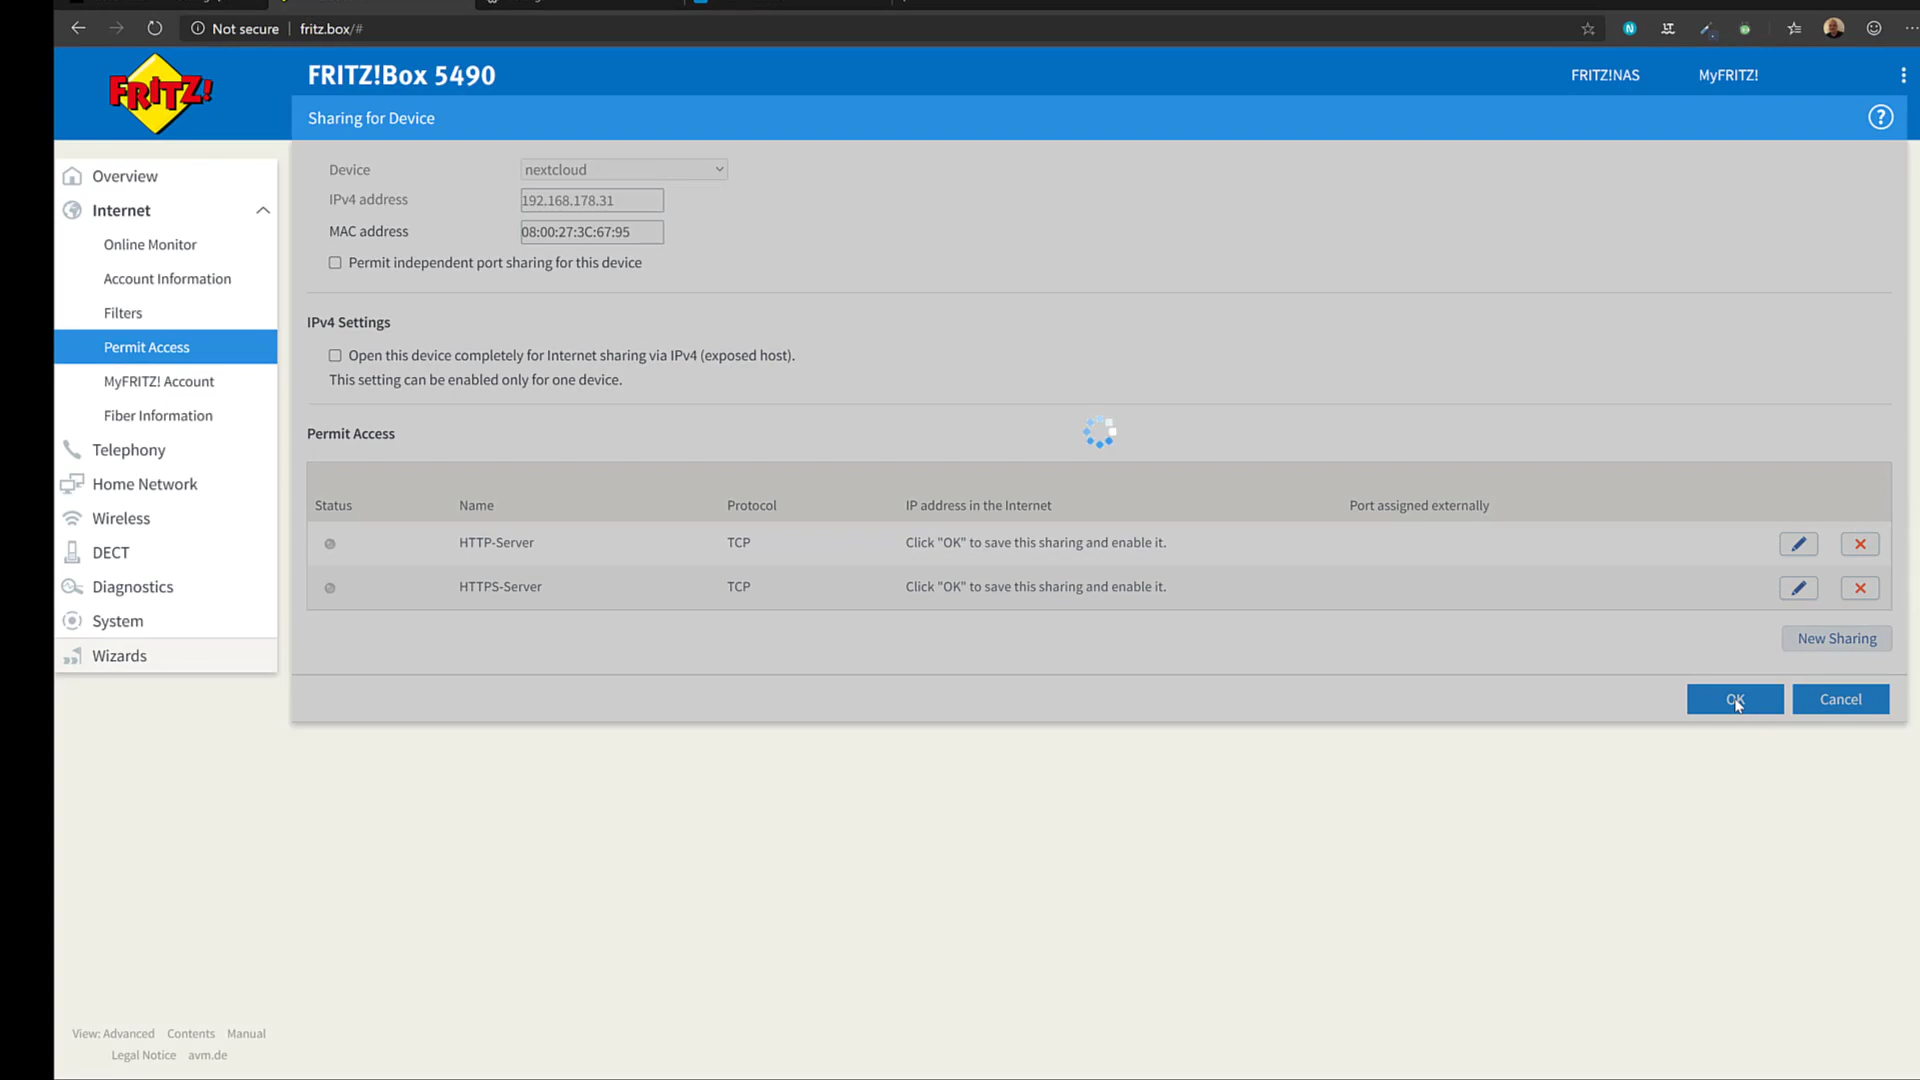 Not secure fritz.box/#
FRITZ!
FRITZ!Box 5490
FRITZ!NAS
MyFRITZ!
Sharing for Device
?
Overview
Internet
Online Monitor
Account Information
Filters
Permit Access
MyFRITZ! Account
Fiber Information
Telephony
Home Network
Wireless
DECT
Diagnostics
System
Wizards
Device nextcloud
IPv4 address 192.168.178.31
MAC address 08:00:27:3C:67:95
Permit independent port sharing for this device
IPv4 Settings
Open this device completely for Internet sharing via IPv4 (exposed host).
This setting can be enabled only for one device.
Permit Access
Status Name Protocol IP address in the Internet Port assigned externally
HTTP-Server TCP Click "OK" to save this sharing and enable it.
HTTPS-Server TCP Click "OK" to save this sharing and enable it.
New Sharing
OK Cancel
View: Advanced Contents Manual
Legal Notice avm.de